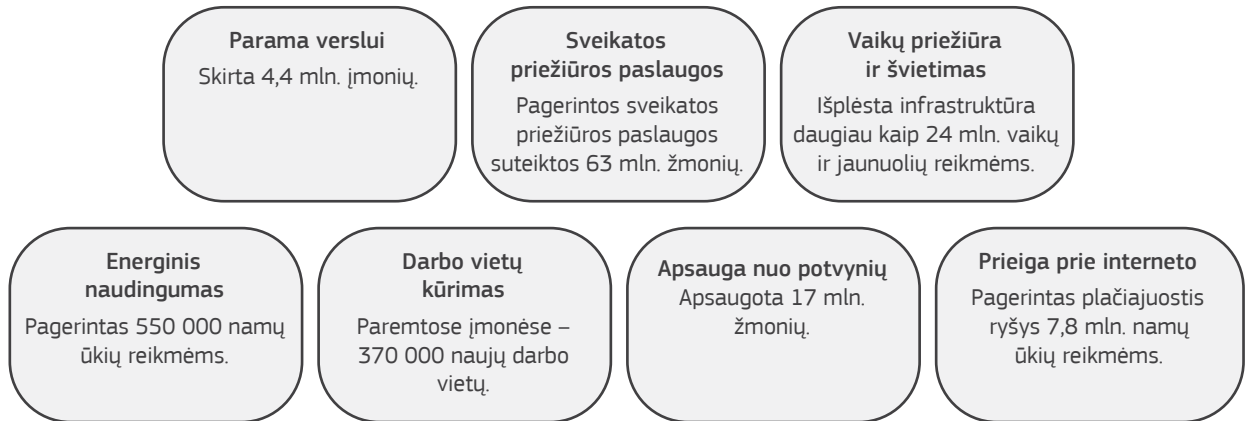 Parama verslui
Skirta 4,4 mln. įmonių.
Sveikatos
priežiūros paslaugos
Pagerintos sveikatos
priežiūros paslaugos
suteiktos 63 mln. žmonių.
Vaikų priežiūra
ir švietimas
Išplėsta infrastruktūra
daugiau kaip 24 mln. vaikų
ir jaunuolių reikmėms.
Energinis
naudingumas
Pagerintas 550 000 namų
ūkių reikmėms.
Darbo vietų
kūrimas
Paremtose įmonėse –
370 000 naujų darbo
vietų.
Apsauga nuo potvynių
Apsaugota 17 mln.
žmonių.
Prieiga prie interneto
Pagerintas plačiajuostis
ryšys 7,8 mln. namų
ūkių reikmėms.